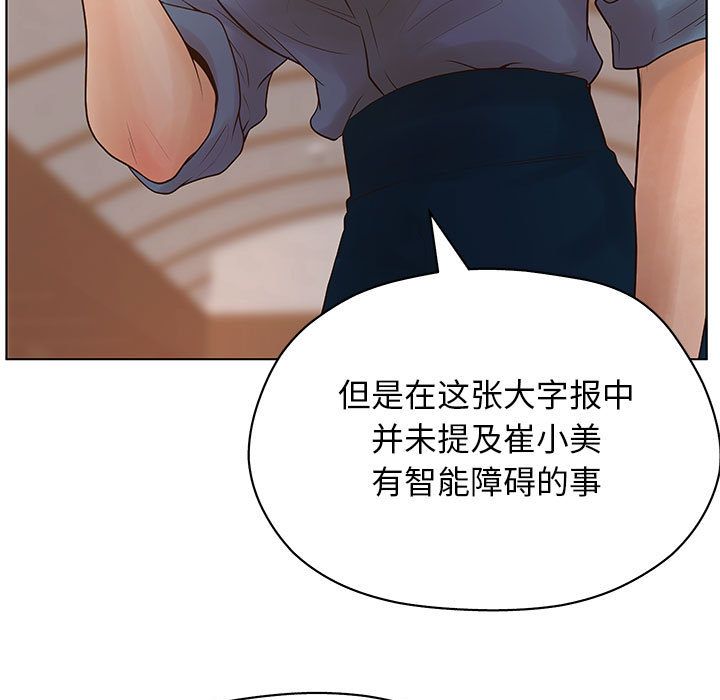 但是在这张大字报中
并未提及崔小美
有智能障碍的事